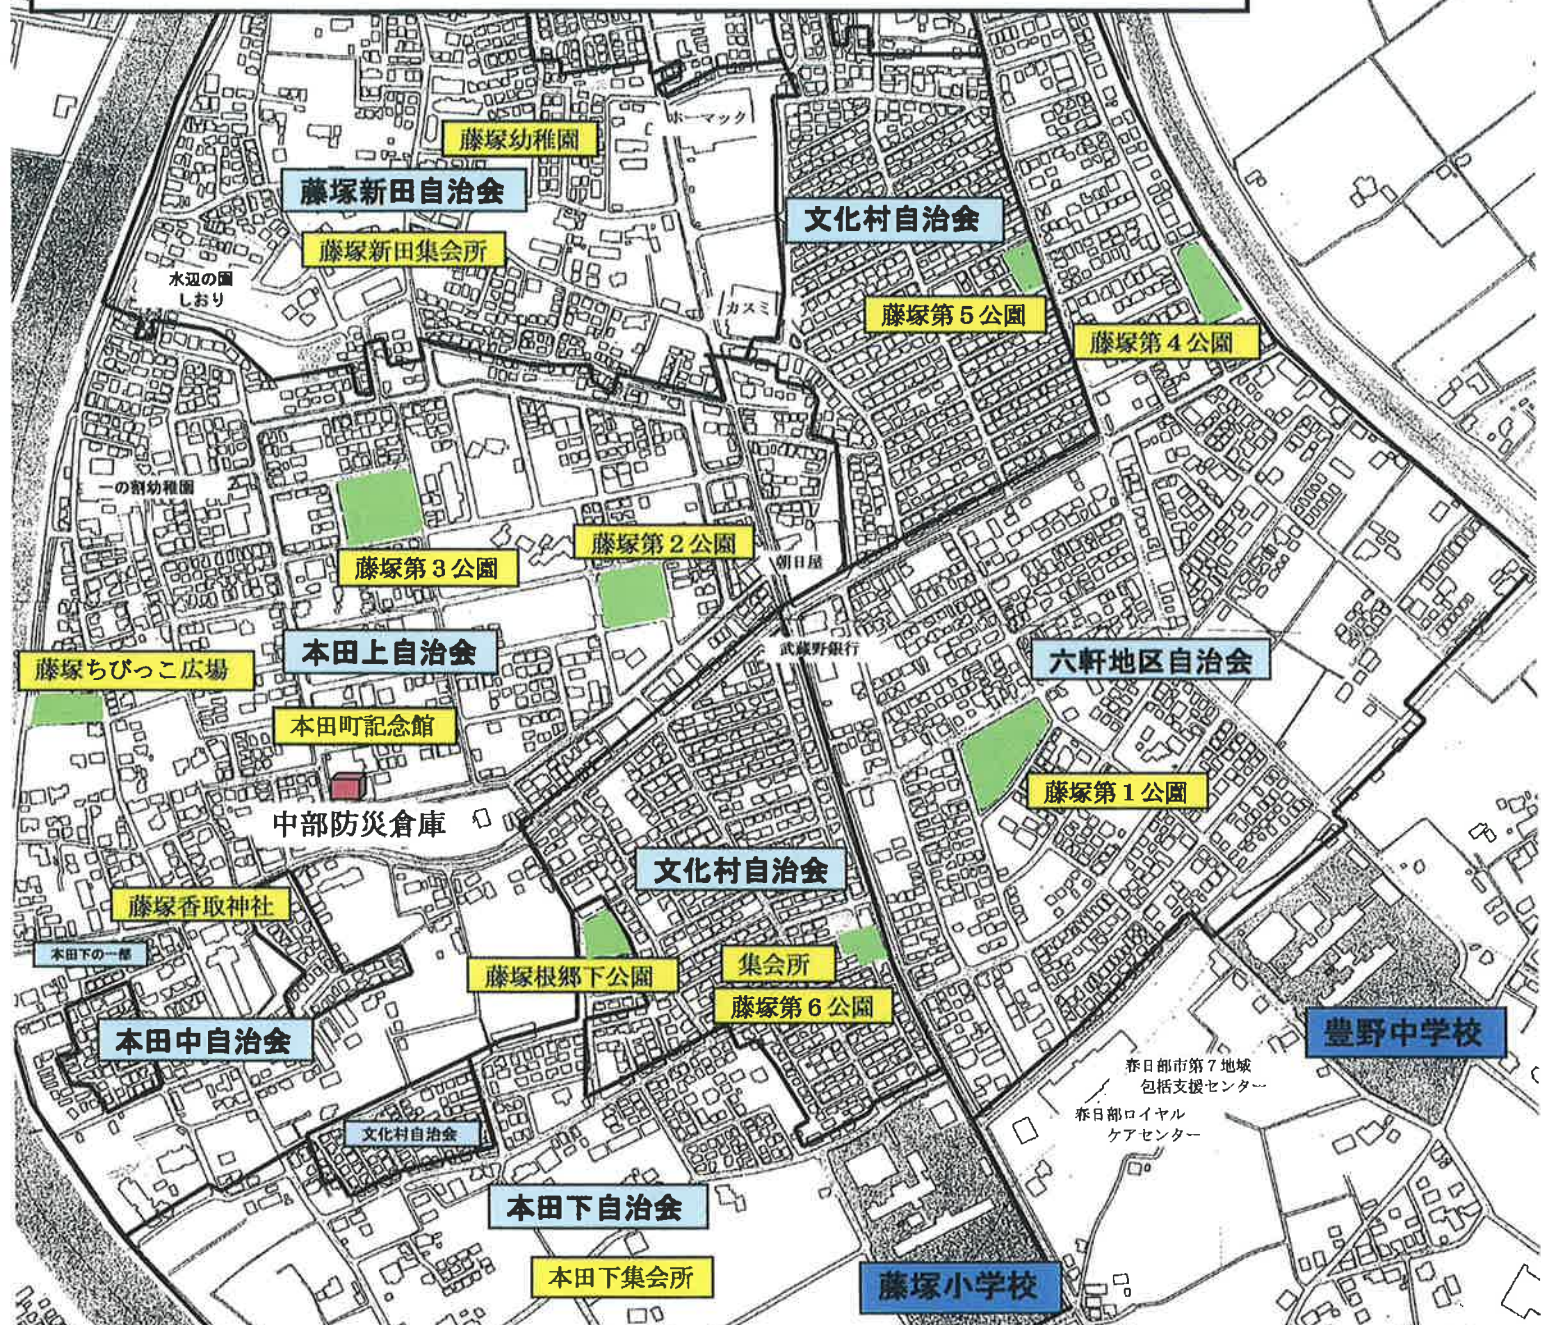 ホーマック
藤塚幼稚園
藤塚新田自治会
文化村自治会
藤塚新田集会所
水辺の園
しおり
カスミ
藤塚第5公園
藤塚第4公園
一の割幼稚園
藤塚第2公園
藤塚第3公園
朝日屋
本田上自治会
武蔵野銀行
六軒地区自治会
藤塚ちびっこ広場
本田町記念館
藤塚第1公園
中部防災倉庫
文化村自治会
藤塚香取神社
本田下の一部
集会所
藤塚根郷下公園
藤塚第6公園
本田中自治会
豊野中学校
春日部市第7地域
包括支援センター
春日部ロイヤル
ケアセンター
文化村自治会
本田下自治会
本田下集会所
藤塚小学校